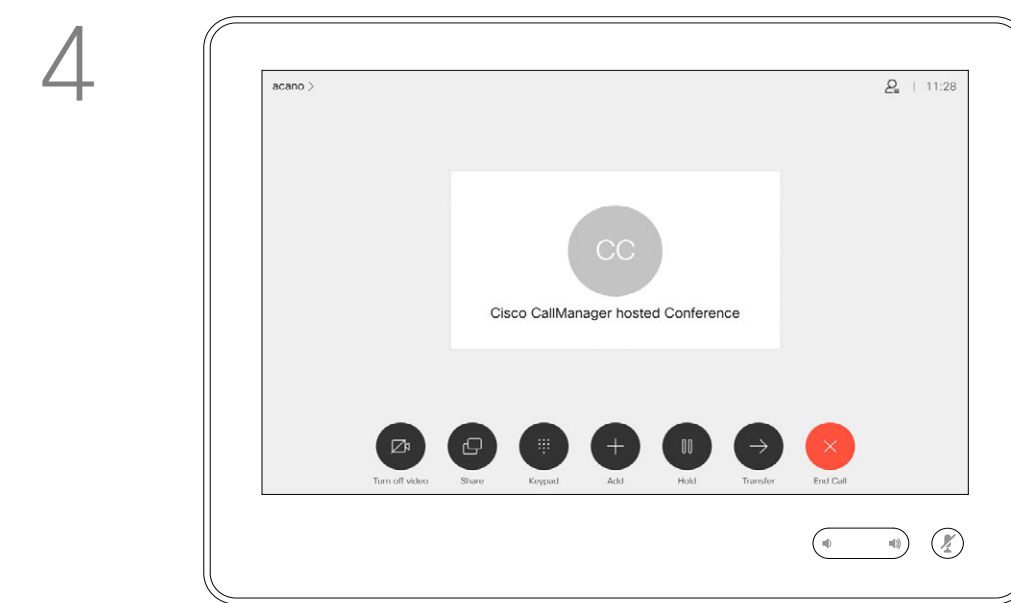 4
acano >
| 11:28
CC
Cisco CallManager hosted Conference
Turn off video Share Keypad Add Hold Transfer End Call